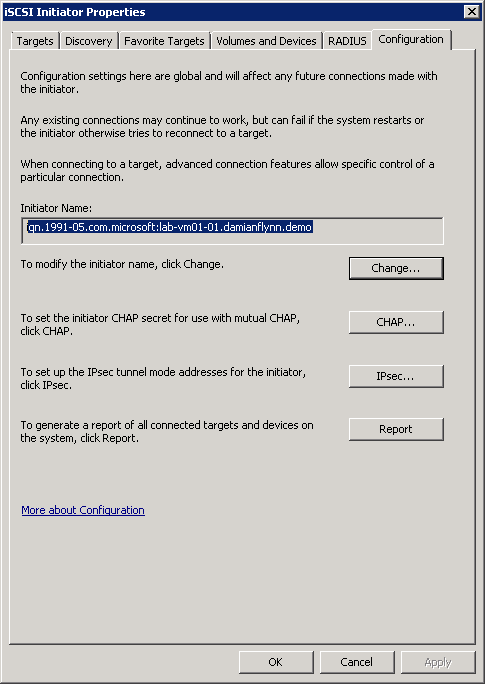 iSCSI Initiator Properties
Targets Discovery Favorite Targets Volumes and Devices RADIUS Configuration
Configuration settings here are global and will affect any future connections made with
the initiator.
Any existing connections may continue to work, but can fail if the system restarts or
the initiator otherwise tries to reconnect to a target.
When connecting to a target, advanced connection features allow specific control of a
particular connection.
Initiator Name:
iqn.1991-05.com.microsoft:lab-vm01-01.damianflynn.demo
To modify the initiator name, click Change.
Change...
To set the initiator CHAP secret for use with mutual CHAP,
click CHAP.
CHAP...
To set up the IPsec tunnel mode addresses for the initiator,
click IPsec.
IPsec...
To generate a report of all connected targets and devices on
the system, click Report.
Report
More about Configuration
OK Cancel Apply